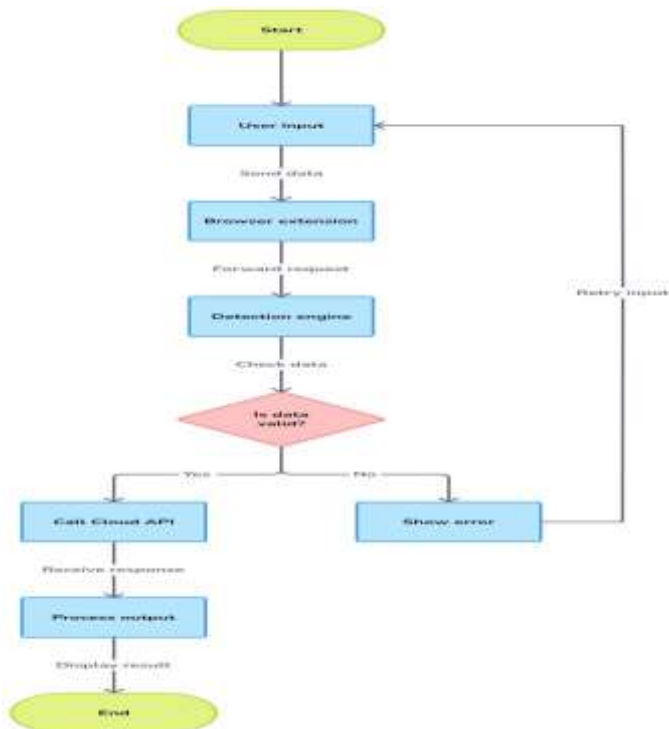 Start
User input
Send data
Browser extension
Forward request
Retry input
Detection engine
Check data
Is data
valid?
Yes
No
Call Cloud API
Show error
Receive response
Process output
Display result
End